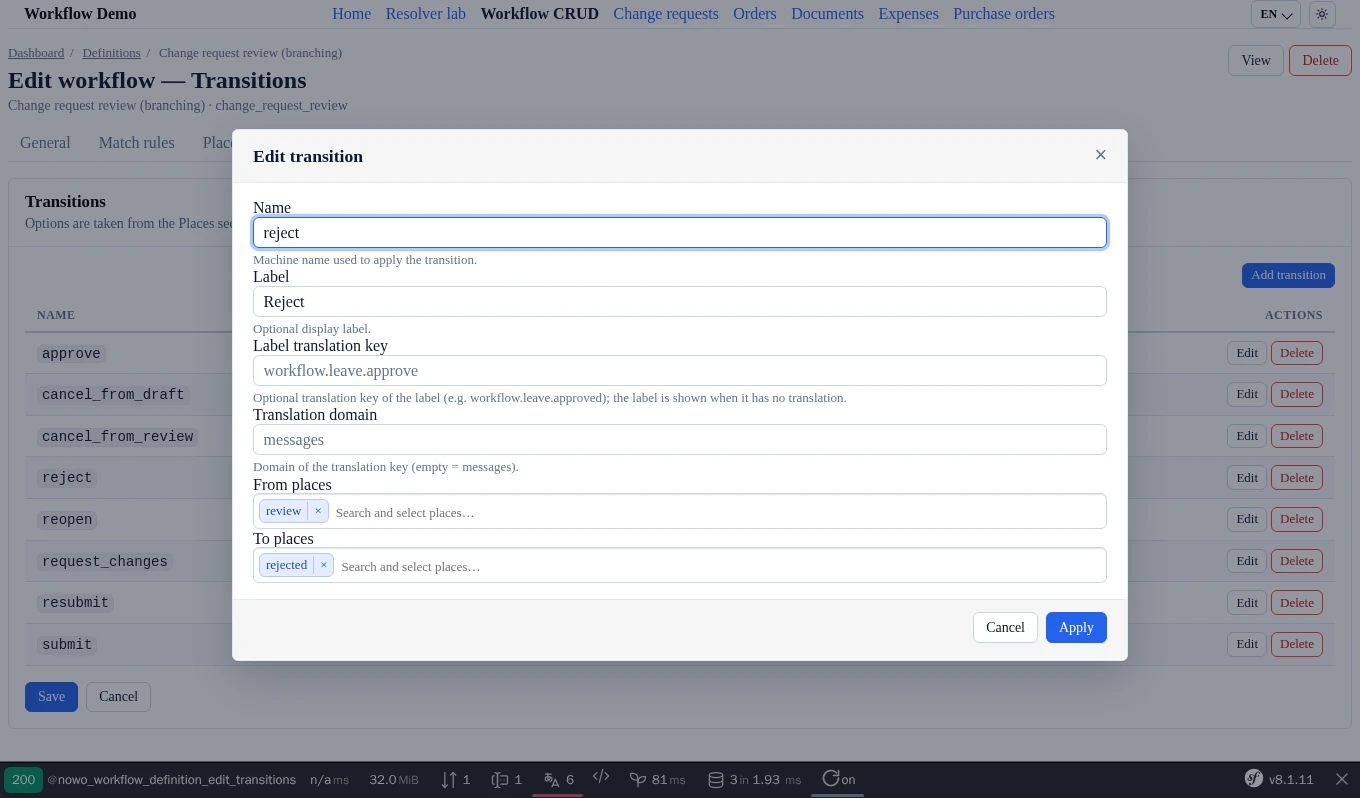 Workflow Demo Home Resolver lab Workflow CRUD Change requests Orders Documents Expenses Purchase orders EN
Dashboard / Definitions / Change request review (branching)
View Delete
Edit workflow — Transitions
Change request review (branching) · change_request_review
General Match rules
Edit transition ×
Transitions
Options are taken from the Places
Name
reject
Machine name used to apply the transition.
Label
Add transition
Reject
NAME ACTIONS
Optional display label.
Label translation key
approve Edit Delete
workflow.leave.approve
cancel_from_draft Edit Delete
Optional translation key of the label (e.g. workflow.leave.approved); the label is shown when it has no translation.
Translation domain
cancel_from_review Edit Delete
messages
Domain of the translation key (empty = messages).
reject Edit Delete
From places
review × Search and select places…
reopen Edit Delete
To places
request_changes Edit Delete
rejected × Search and select places…
resubmit Edit Delete
Cancel Apply
submit Edit Delete
Save Cancel
200 @nowo_workflow_definition_edit_transitions n/a ms 32.0 MiB 1 1 6 81 ms 3 in 1.93 ms on v8.1.11